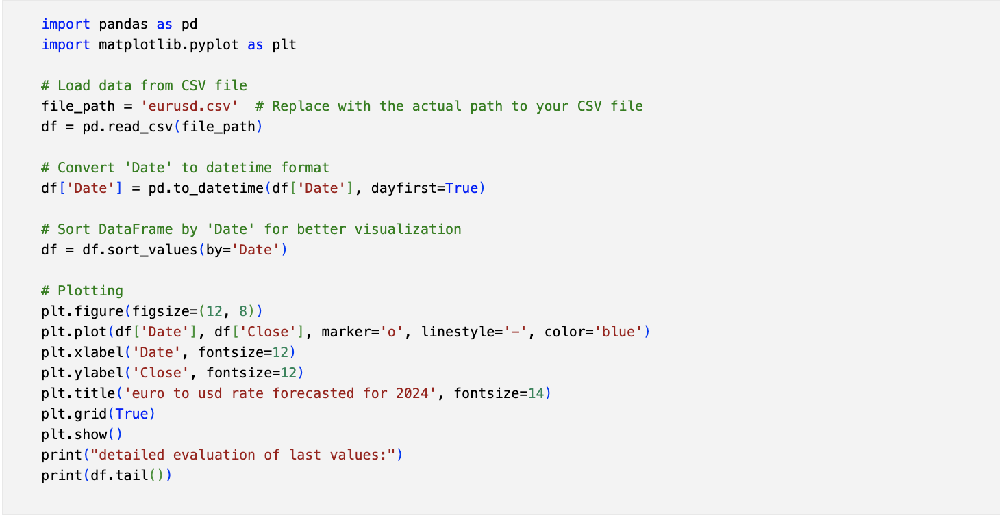 import pandas as pd
import matplotlib.pyplot as plt
# Load data from CSV file
file_path = 'eurusd.csv'  # Replace with the actual path to your CSV file
df = pd.read_csv(file_path)
# Convert 'Date' to datetime format
df['Date'] = pd.to_datetime(df['Date'], dayfirst=True)
# Sort DataFrame by 'Date' for better visualization
df = df.sort_values(by='Date')
# Plotting
plt.figure(figsize=(12, 8))
plt.plot(df['Date'], df['Close'], marker='o', linestyle='-', color='blue')
plt.xlabel('Date', fontsize=12)
plt.ylabel('Close', fontsize=12)
plt.title('euro to usd rate forecasted for 2024', fontsize=14)
plt.grid(True)
plt.show()
print("detailed evaluation of last values:")
print(df.tail())